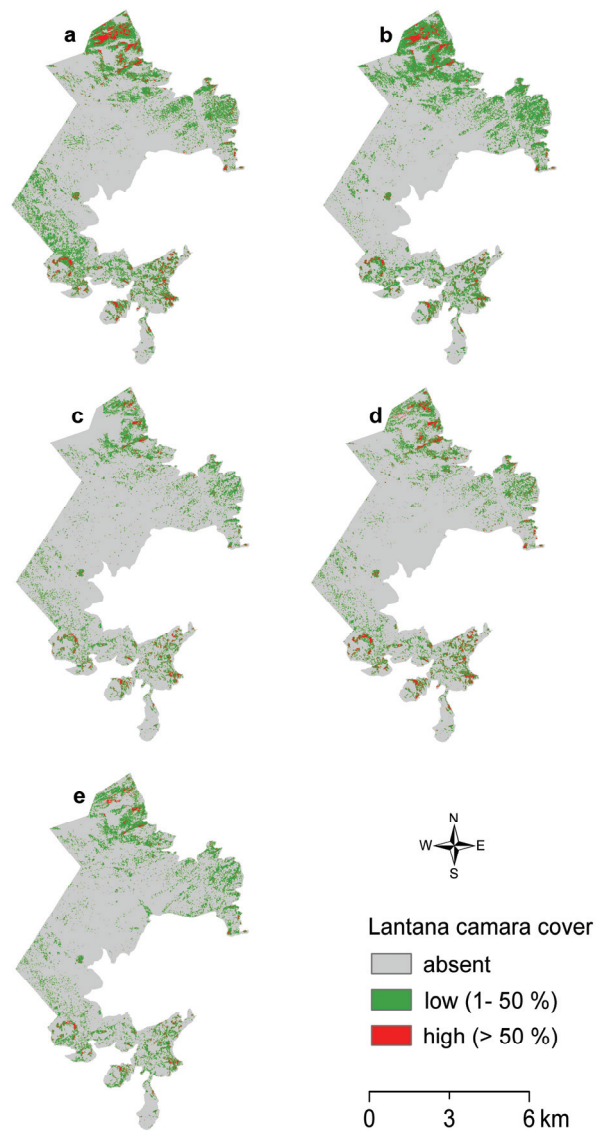 a
b
c
d
e
N
W E
S
Lantana camara cover
absent
low (1- 50 %)
high (> 50 %)
0 3 6 km